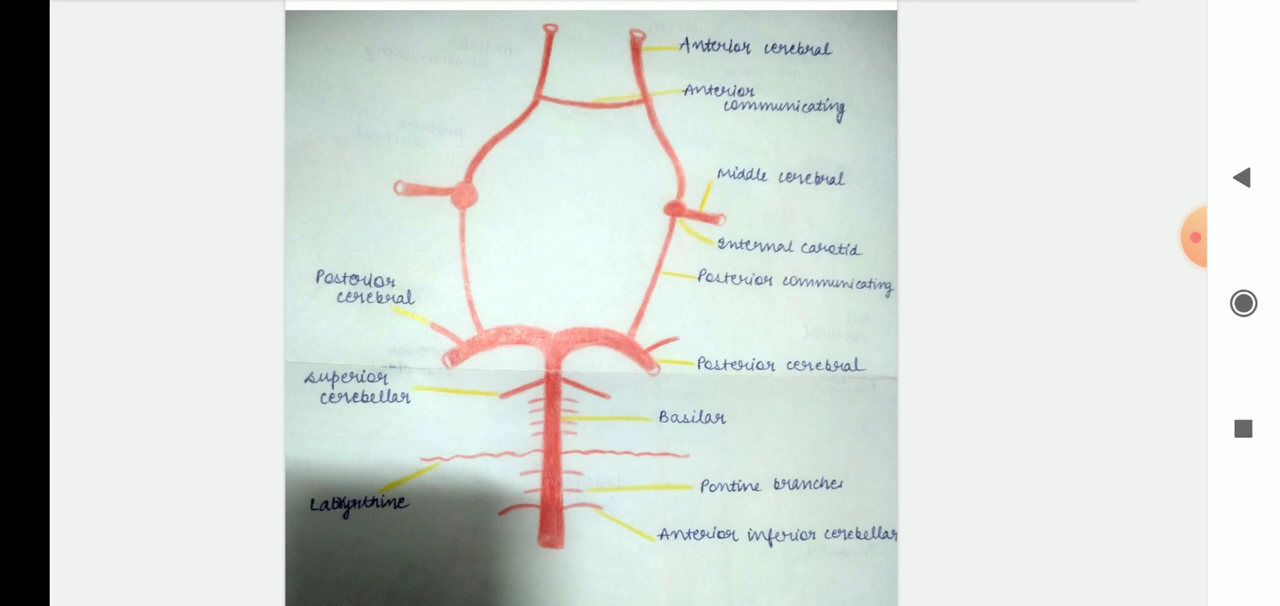 Anterior cerebral
Anterior
communicating
Middle cerebral
Internal carotid
Posterior
cerebral
Posterior communicating
Posterior cerebral
Superior
cerebellar
Basilar
Labyrinthine
Pontine branches
Anterior inferior cerebellar